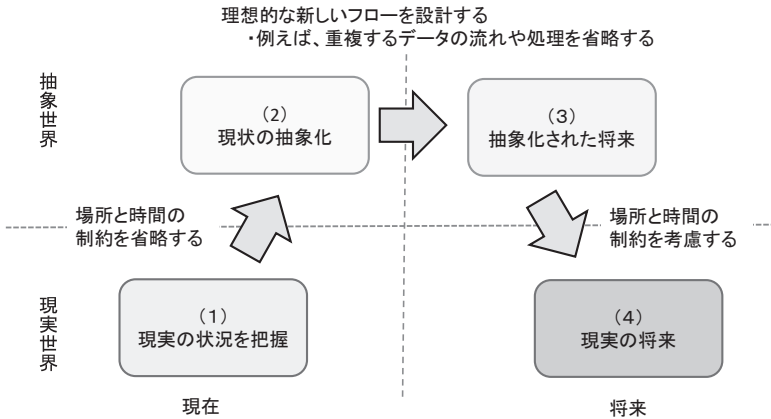 理想的な新しいフローを設計する
・例えば、重複するデータの流れや処理を省略する
抽象世界
（2）
現状の抽象化
（3）
抽象化された将来
場所と時間の
制約を省略する
場所と時間の
制約を考慮する
現実世界
（1）
現実の状況を把握
（4）
現実の将来
現在
将来